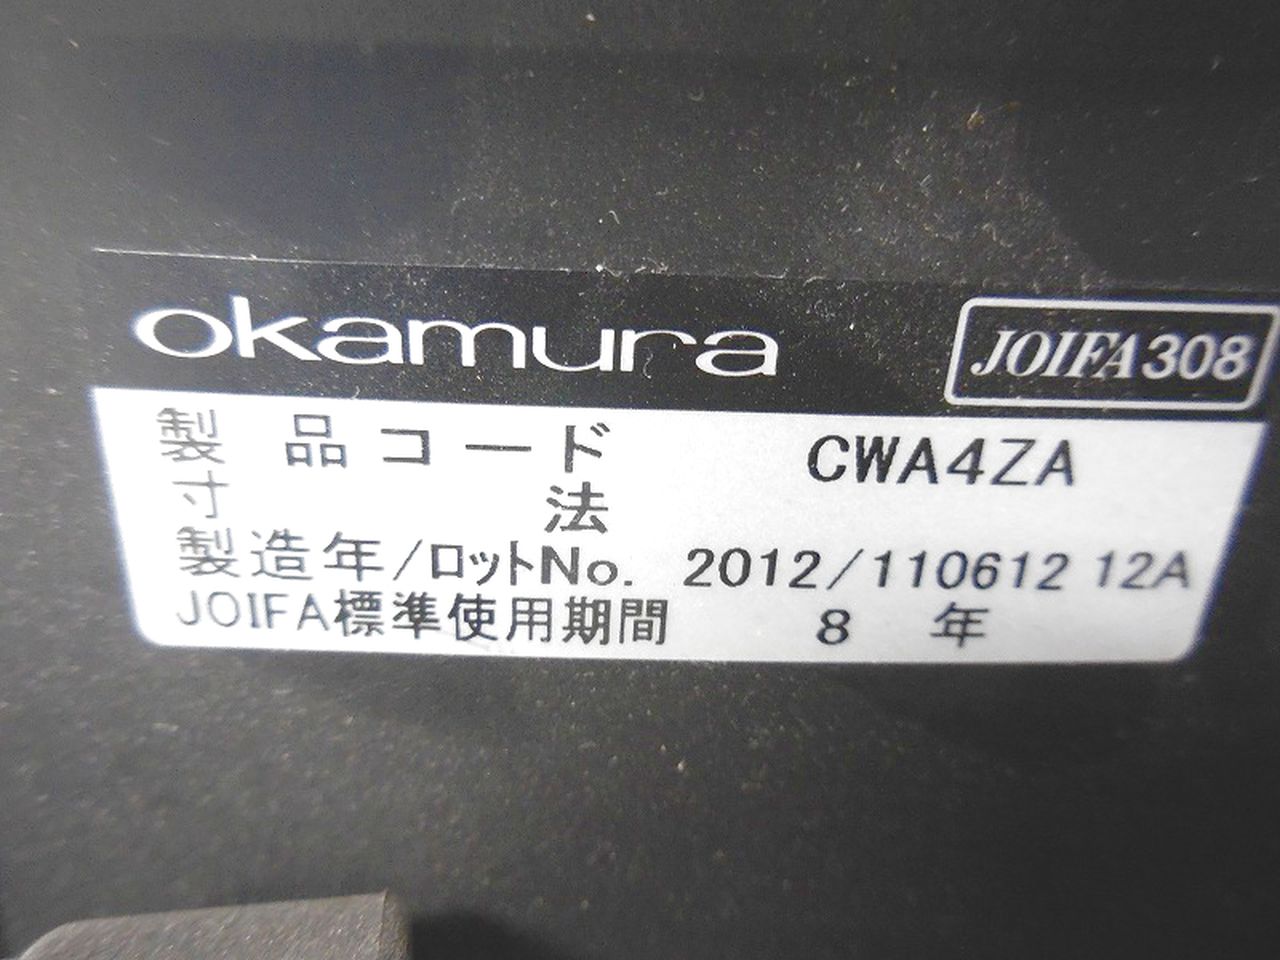 okamura JOIFA308
製品コード CWA4ZA
寸法
製造年/ロットNo. 2012/110612 12A
JOIFA標準使用期間 8 年